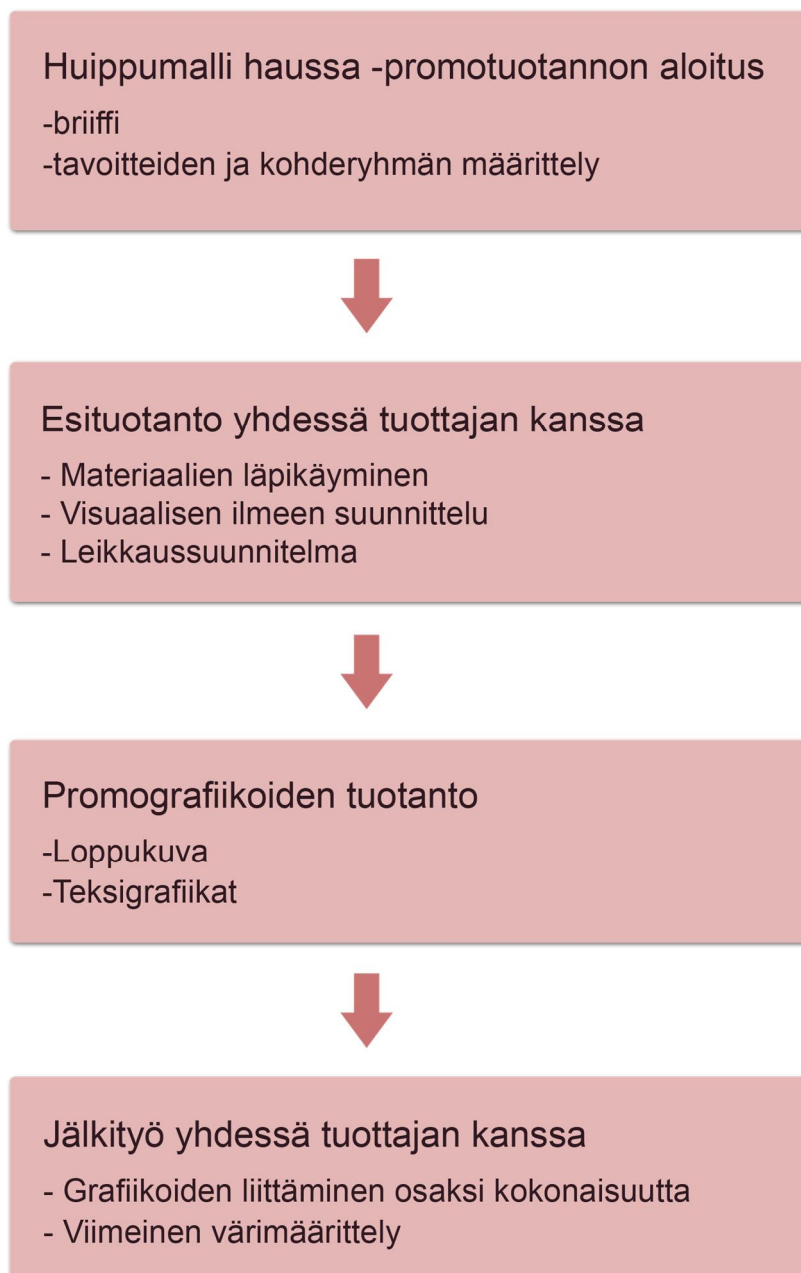 Huippumalli haussa -promotuotannon aloitus
-briiffi
-tavoitteiden ja kohderyhmän määrittely
Esituotanto yhdessä tuottajan kanssa
- Materiaalien läpikäyminen
- Visuaalisen ilmeen suunnittelu
- Leikkaussuunnitelma
Promografiikoiden tuotanto
-Loppukuva
-Teksigrafiikat
Jälkityö yhdessä tuottajan kanssa
- Grafiikoiden liittäminen osaksi kokonaisuutta
- Viimeinen värimäärittely